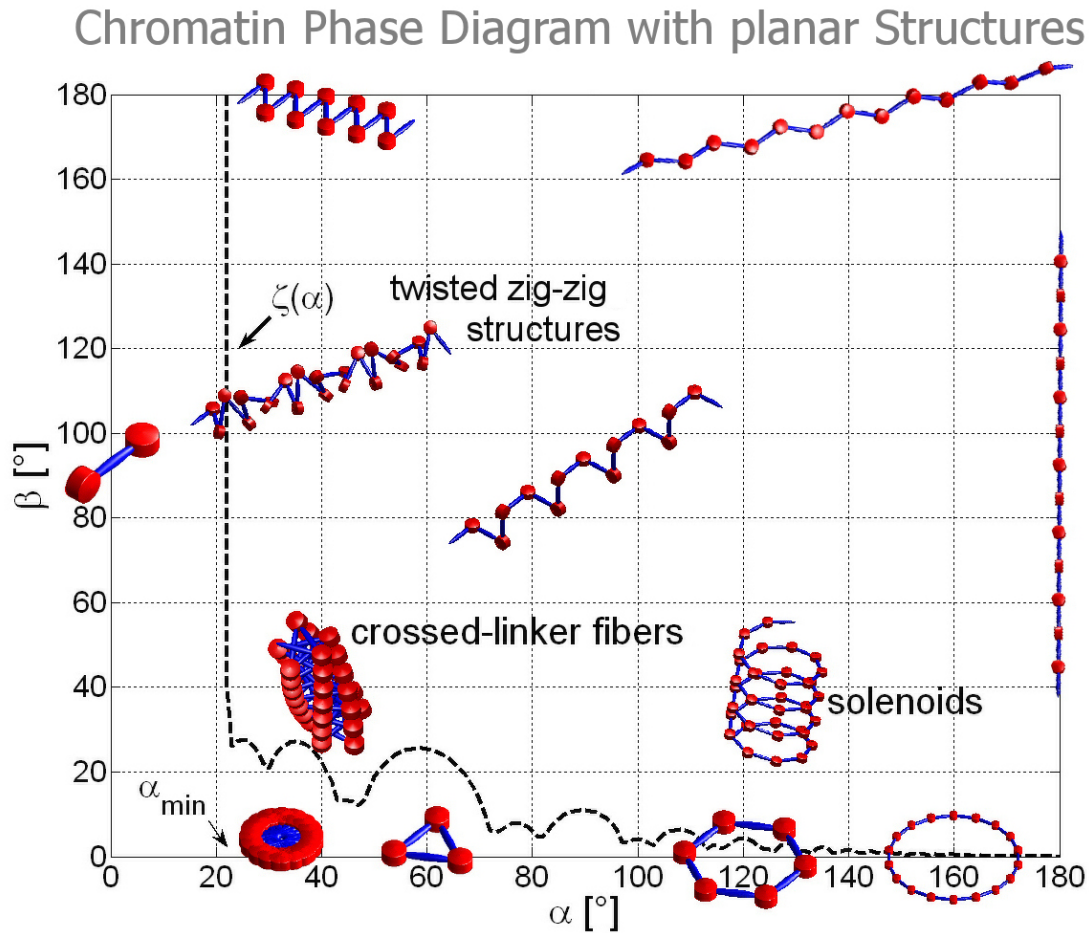 Chromatin Phase Diagram with planar Structures
180
160
140
120
100
80
60
40
20
0
β [°]
ζ(α)
twisted zig-zig
structures
crossed-linker fibers
solenoids
α min
0 20 40 60 80 100 120 140 160 180
α [°]